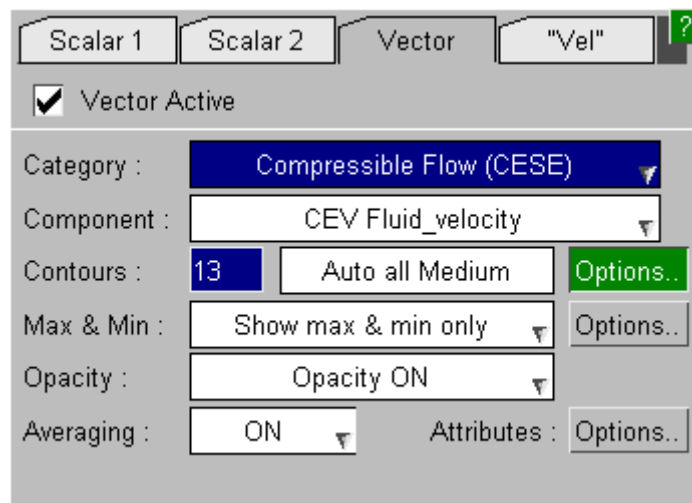 Scalar 1 Scalar 2 Vector "Vel" ?
Vector Active
Category : Compressible Flow (CESE)
Component : CEV Fluid_velocity
Contours : 13 Auto all Medium Options..
Max & Min : Show max & min only Options..
Opacity : Opacity ON
Averaging : ON Attributes : Options..